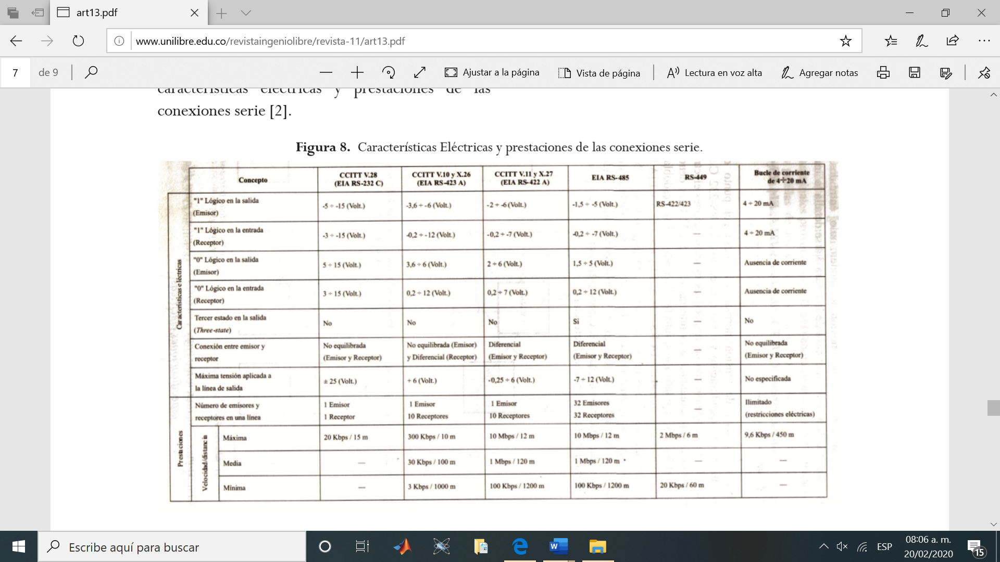 art13.pdf
www.unilibre.edu.co/revistaingeniolibre/revista-11/art13.pdf
7 de 9
Ajustar a la página
Vista de página
Lectura en voz alta
Agregar notas
características eléctricas y prestaciones de las
conexiones serie [2].
Figura 8. Características Eléctricas y prestaciones de las conexiones serie.
Concepto
CCITT V.28
(EIA RS-232 C)
CCITT V.10 y X.26
(EIA RS-423 A)
CCITT V.11 y X.27
(EIA RS-422 A)
EIA RS-485
RS-449
Bucle de corriente
de 4÷20 mA
Características eléctricas
"1" Lógico en la salida
(Emisor)
-5 ÷ -15 (Volt.)
-3,6 ÷ -6 (Volt.)
-2 ÷ -6 (Volt.)
-1,5 ÷ -5 (Volt.)
RS-422/423
4 ÷ 20 mA
"1" Lógico en la entrada
(Receptor)
-3 ÷ -15 (Volt.)
-0,2 ÷ -12 (Volt.)
-0,2 ÷ -7 (Volt.)
-0,2 ÷ -7 (Volt.)
—
4 ÷ 20 mA
"0" Lógico en la salida
(Emisor)
5 ÷ 15 (Volt.)
3,6 ÷ 6 (Volt.)
2 ÷ 6 (Volt.)
1,5 ÷ 5 (Volt.)
—
Ausencia de corriente
"0" Lógico en la entrada
(Receptor)
3 ÷ 15 (Volt.)
0,2 ÷ 12 (Volt.)
0,2 ÷ 7 (Volt.)
0,2 ÷ 12 (Volt.)
—
Ausencia de corriente
Tercer estado en la salida
(Three-state)
No
No
No
Si
—
No
Conexión entre emisor y
receptor
No equilibrada
(Emisor y Receptor)
No equilibrada (Emisor)
y Diferencial (Receptor)
Diferencial
(Emisor y Receptor)
Diferencial
(Emisor y Receptor)
—
No equilibrada
(Emisor y Receptor)
Máxima tensión aplicada a
la línea de salida
± 25 (Volt.)
+ 6 (Volt.)
-0,25 ÷ 6 (Volt.)
-7 ÷ 12 (Volt.)
—
No especificada
Prestaciones
Número de emisores y
receptores en una línea
1 Emisor
1 Receptor
1 Emisor
10 Receptores
1 Emisor
10 Receptores
32 Emisores
32 Receptores
—
Ilimitado
(restricciones eléctricas)
Velocidad/distancia
Máxima
20 Kbps / 15 m
300 Kbps / 10 m
10 Mbps / 12 m
10 Mbps / 12 m
2 Mbps / 6 m
9,6 Kbps / 450 m
Media
—
30 Kbps / 100 m
1 Mbps / 120 m
1 Mbps / 120 m
—
—
Mínima
—
3 Kbps / 1000 m
100 Kbps / 1200 m
100 Kbps / 1200 m
20 Kbps / 60 m
—
Escribe aquí para buscar
ESP
08:06 a. m.
20/02/2020
15